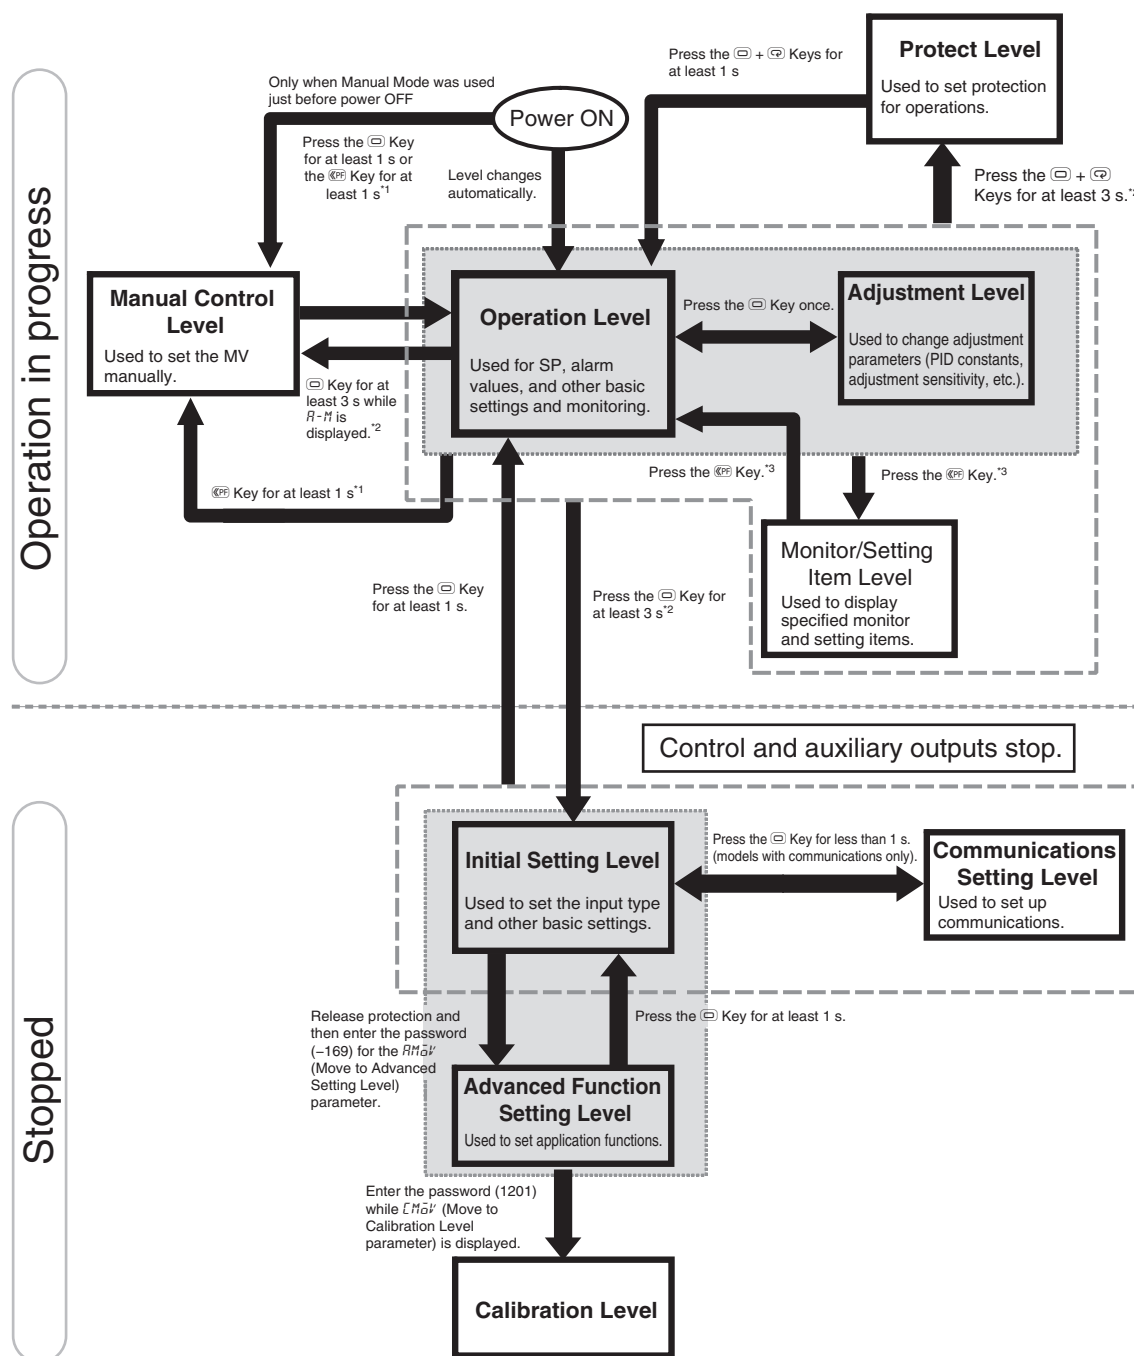 Operation in progress
Only when Manual Mode was used
just before power OFF
Power ON
Press the Key
for at least 1 s or
the PF Key for at
least 1 s*1
Level changes
automatically.
Press the + Keys for
at least 1 s
Protect Level
Used to set protection
for operations.
Press the +
Keys for at least 3 s.
Manual Control
Level
Used to set the MV
manually.
Operation Level
Used for SP, alarm
values, and other basic
settings and monitoring.
Press the Key once.
Adjustment Level
Used to change adjustment
parameters (PID constants,
adjustment sensitivity, etc.).
Key for at
least 3 s while
A-M is
displayed.*2
PF Key for at least 1 s*1
Press the PF Key.*3
Press the PF Key.*3
Monitor/Setting
Item Level
Used to display
specified monitor
and setting items.
Press the Key
for at least 1 s.
Press the Key for
at least 3 s*2
Control and auxiliary outputs stop.
Stopped
Initial Setting Level
Used to set the input type
and other basic settings.
Press the Key for less than 1 s.
(models with communications only).
Communications
Setting Level
Used to set up
communications.
Release protection and
then enter the password
(−169) for the AMOV
(Move to Advanced
Setting Level)
parameter.
Press the Key for at least 1 s.
Advanced Function
Setting Level
Used to set application functions.
Enter the password (1201)
while CMOV (Move to
Calibration Level
parameter) is displayed.
Calibration Level